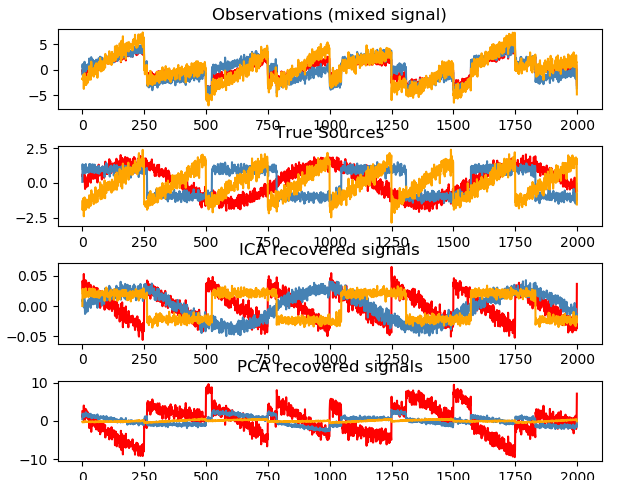 Observations (mixed signal)
5
0
−5
0 250 500 750 1000 1250 1500 1750 2000
True Sources
2.5
0.0
−2.5
0 250 500 750 1000 1250 1500 1750 2000
ICA recovered signals
0.05
0.00
−0.05
0 250 500 750 1000 1250 1500 1750 2000
PCA recovered signals
10
0
−10
0 250 500 750 1000 1250 1500 1750 2000